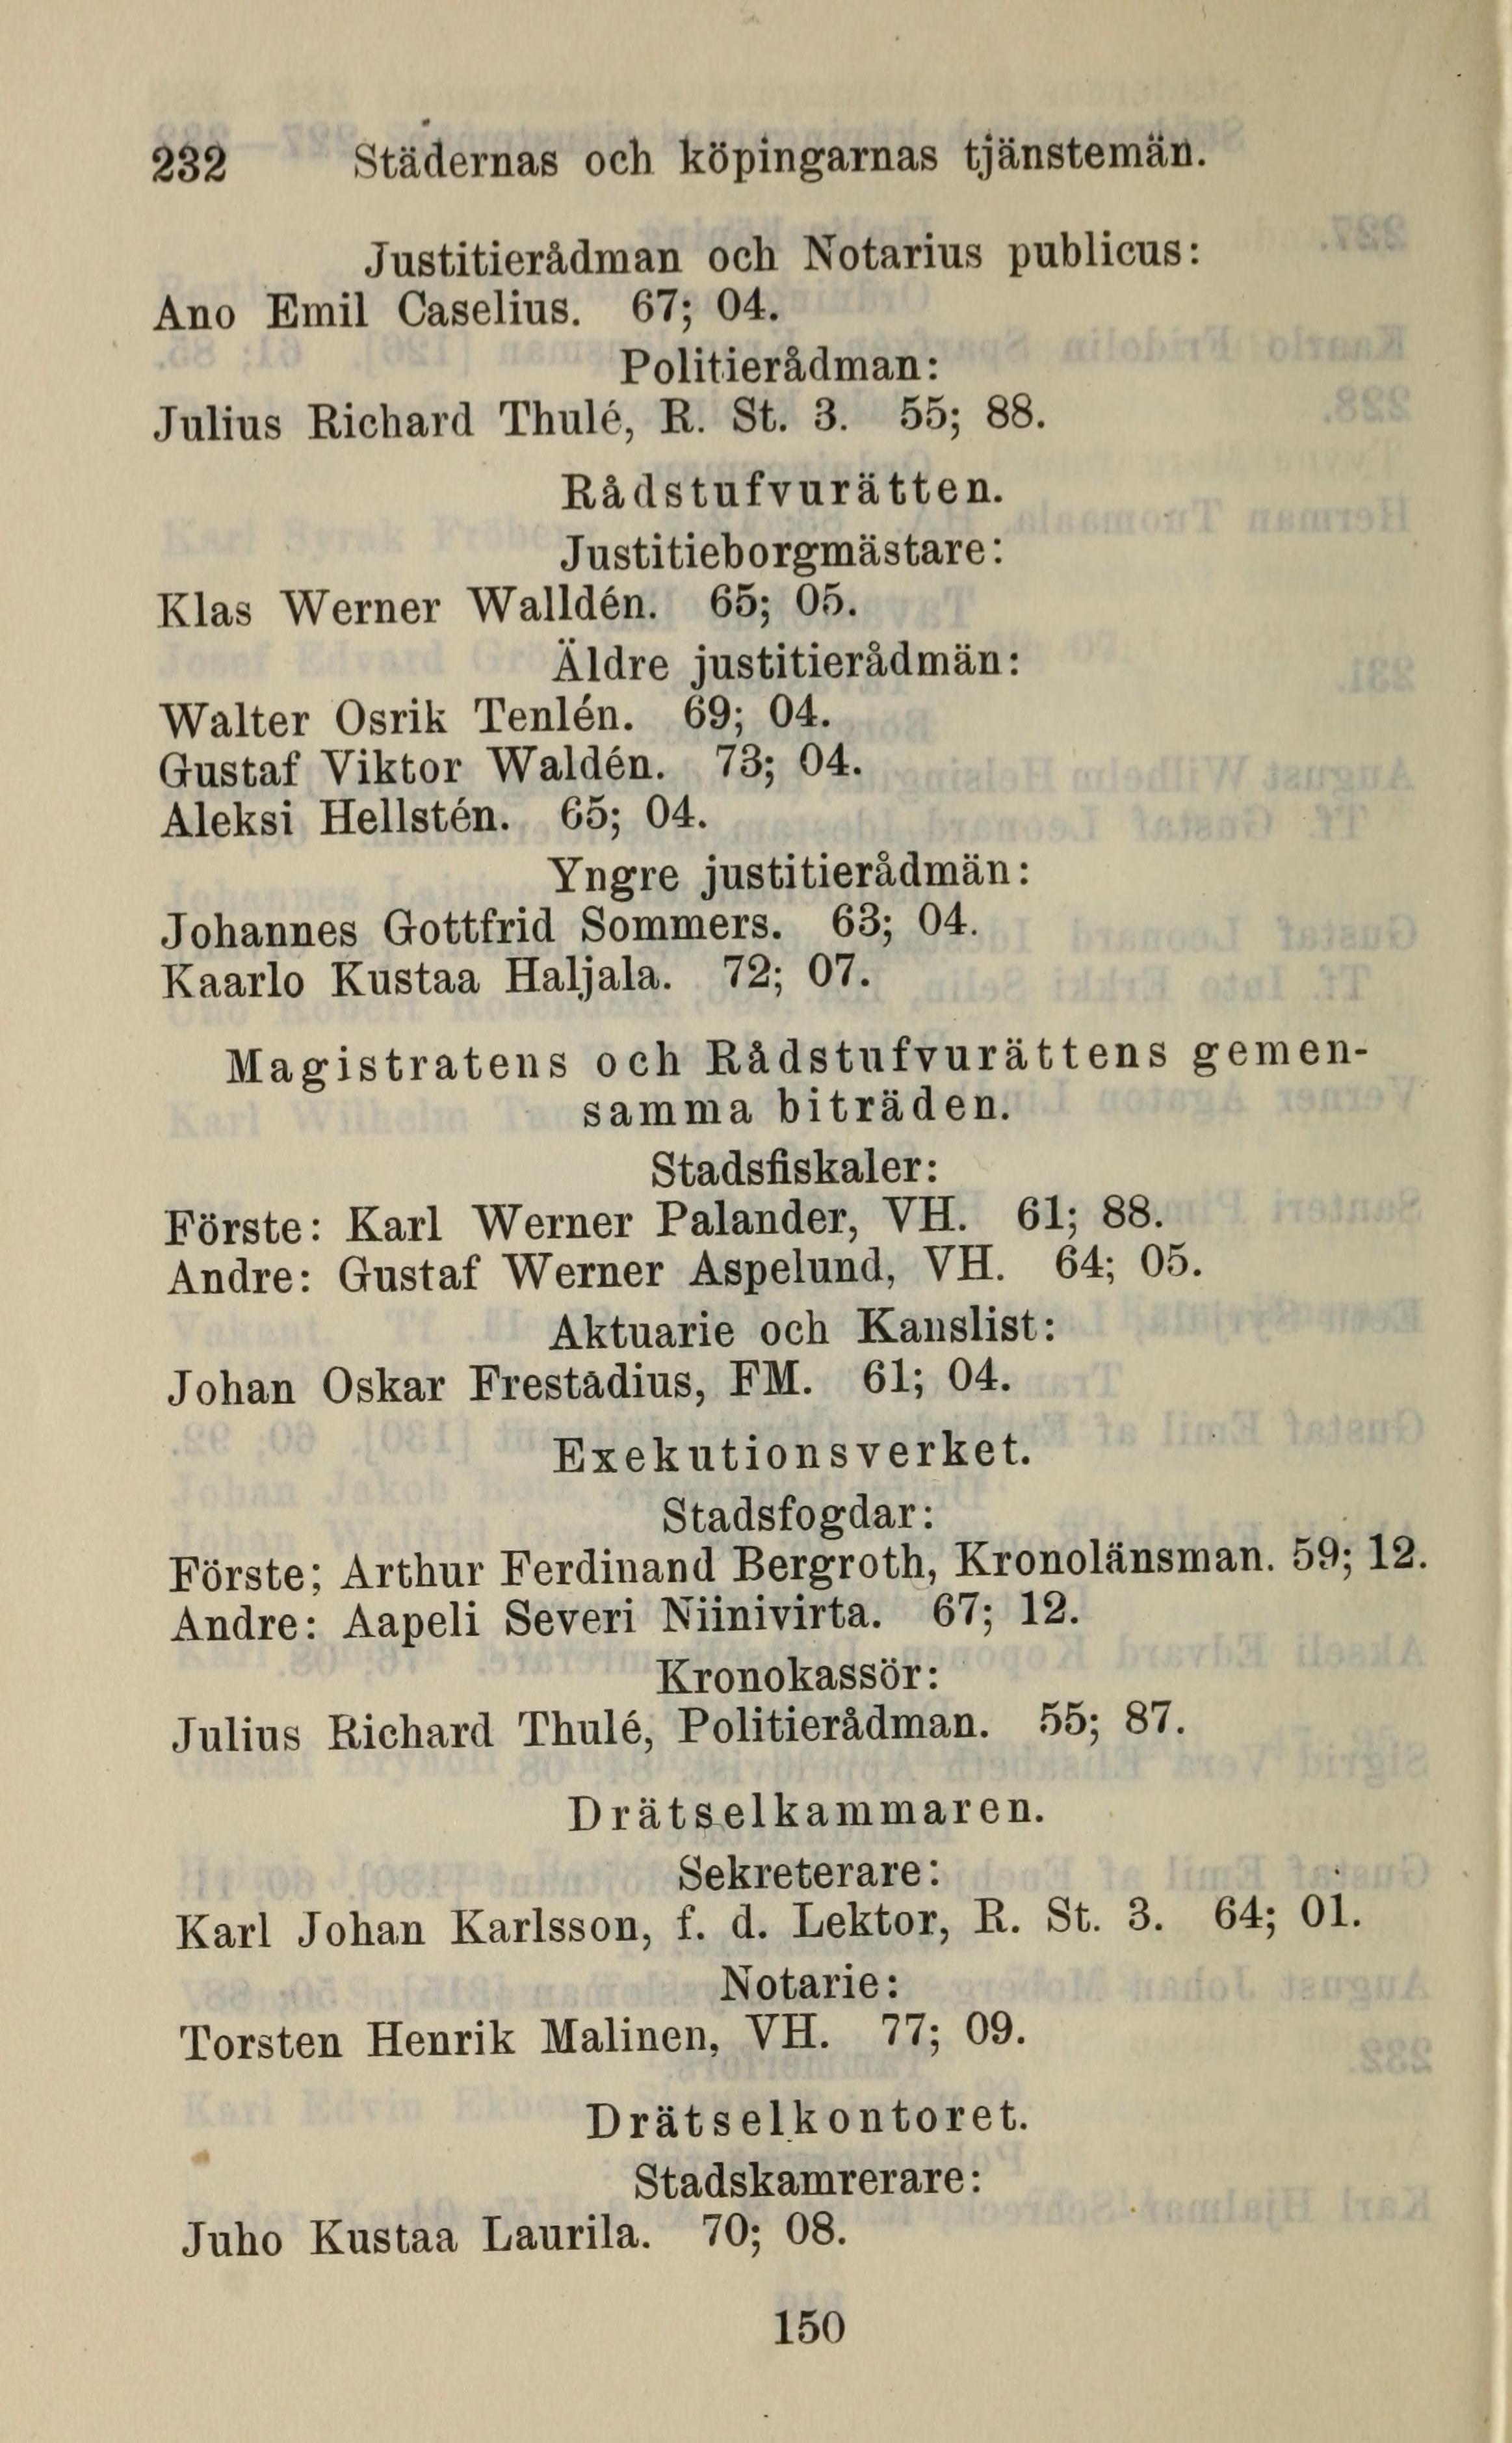 232 Städernas och köpingarnas tjänstemän.
Justitierådman och Notarius publicus:
Ano Emil Caselius. 67; 04.
Politierådman:
Julius Richard Thulé, R. St. 3. 55; 88.
Rådstufvurätten.
Justitieborgmästare:
Klas Werner Walldén. 65; 05.
Äldre justitierådmän:
Walter Osrik Tenlén. 69; 04.
Gustaf Viktor Waldén. 73; 04.
Aleksi Hellstén. 65; 04.
Yngre justitierådmän:
Johannes Gottfrid Sommers. 63; 04.
Kaarlo Kustaa Haljala. 72; 07.
Magistratens och Rådstufvurättens gemen-
samma biträden.
Stadsfiskaler:
Förste: Karl Werner Palander, VH. 61; 88.
Andre: Gustaf Werner Aspelund, VH. 64; 05.
Aktuarie och Kanslist:
Johan Oskar Frestadius, FM. 61; 04.
Exekutionsverket.
Stadsfogdar:
Förste; Arthur Ferdinand Bergroth, Kronolänsman. 59; 12.
Andre: Aapeli Severi Niinivirta. 67; 12.
Kronokassör:
Julius Richard Thulé, Politierådman. 55; 87.
Drätselkammaren.
Sekreterare:
Karl Johan Karlsson, f. d. Lektor, R. St. 3. 64; 01.
Notarie:
Torsten Henrik Malinen, VH. 77; 09.
Drätselkontoret.
Stadskamrerare:
Juho Kustaa Laurila. 70; 08.
150